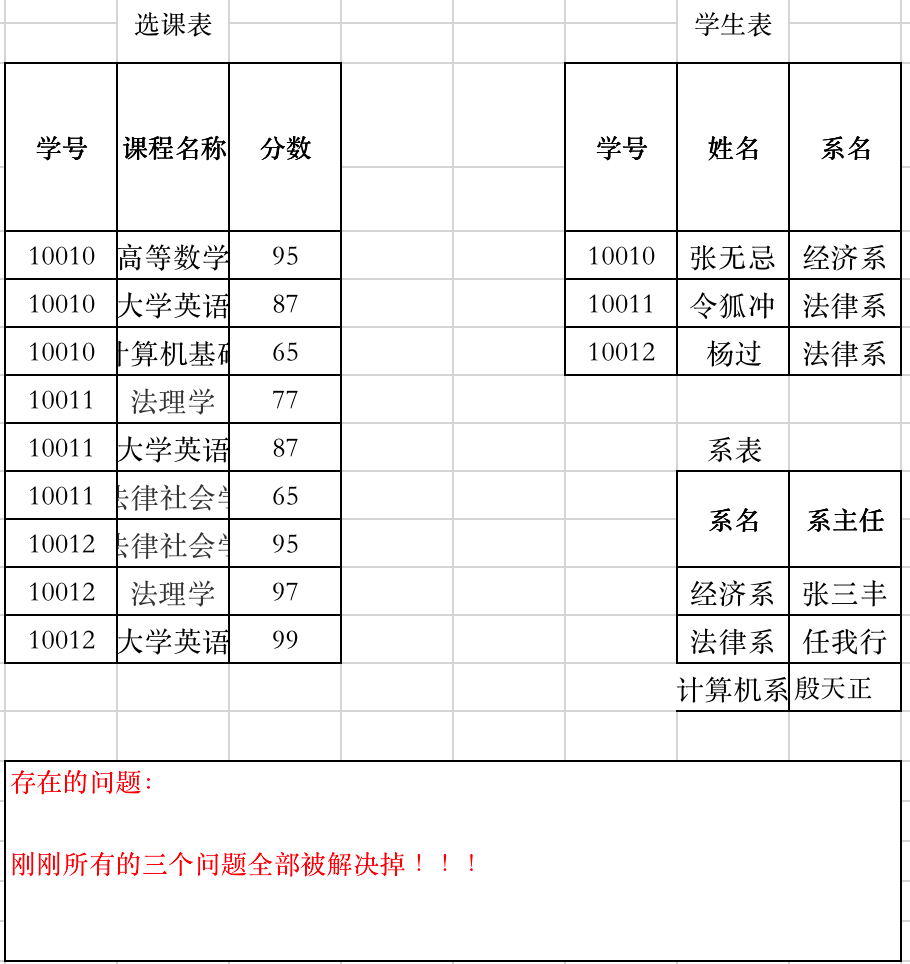 选课表
学号 课程名称 分数
10010 高等数学 95
10010 大学英语 87
10010 计算机基础 65
10011 法理学 77
10011 大学英语 87
10011 法律社会学 65
10012 法律社会学 95
10012 法理学 97
10012 大学英语 99
学生表
学号 姓名 系名
10010 张无忌 经济系
10011 令狐冲 法律系
10012 杨过 法律系
系表
系名 系主任
经济系 张三丰
法律系 任我行
计算机系 殷天正
存在的问题：
刚刚所有的三个问题全部被解决掉！！！